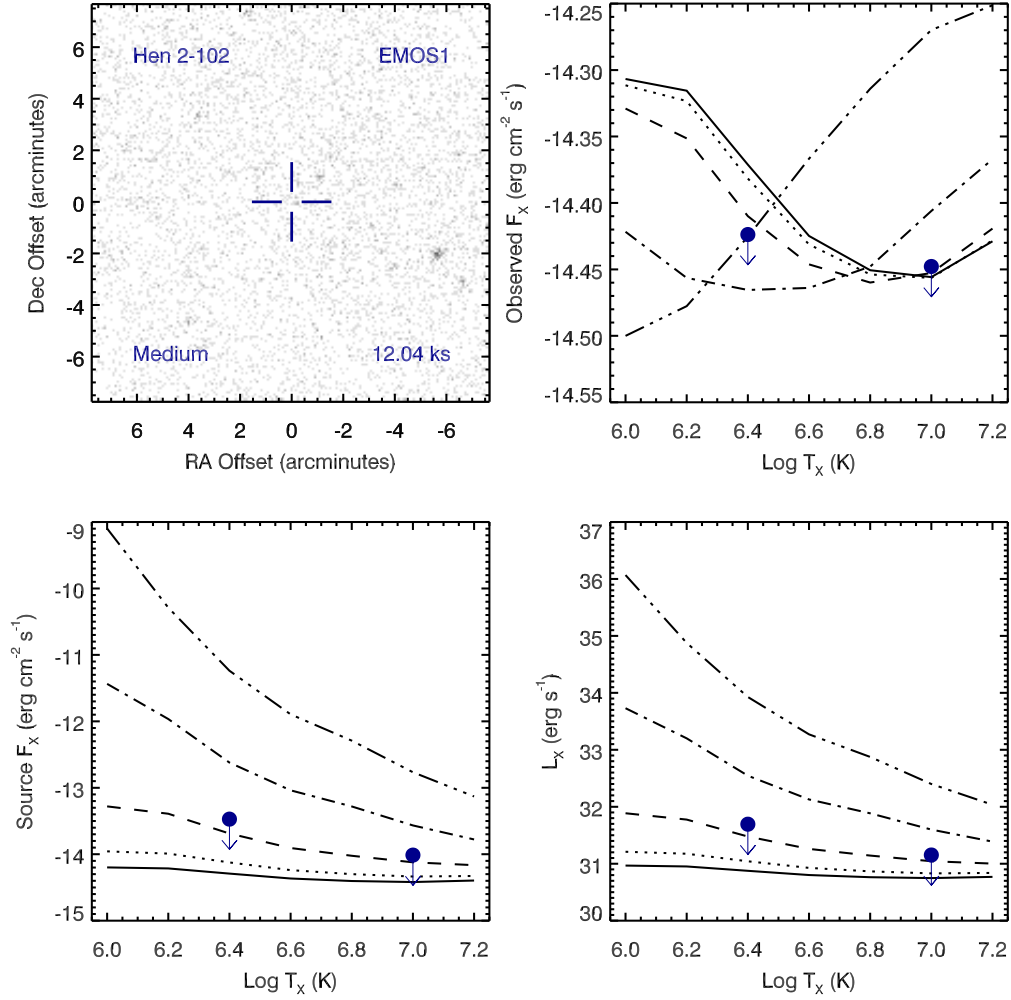 Hen 2-102 EMOS1
Medium 12.04 ks
6
4
2
0
-2
-4
-6
Dec Offset (arcminutes)
6 4 2 0 -2 -4 -6
RA Offset (arcminutes)
-14.25
-14.30
-14.35
-14.40
-14.45
-14.50
-14.55
Observed FX (erg cm-2 s-1)
6.0 6.2 6.4 6.6 6.8 7.0 7.2
Log TX (K)
-9
-10
-11
-12
-13
-14
-15
Source FX (erg cm-2 s-1)
6.0 6.2 6.4 6.6 6.8 7.0 7.2
Log TX (K)
37
36
35
34
33
32
31
30
LX (erg s-1)
6.0 6.2 6.4 6.6 6.8 7.0 7.2
Log TX (K)